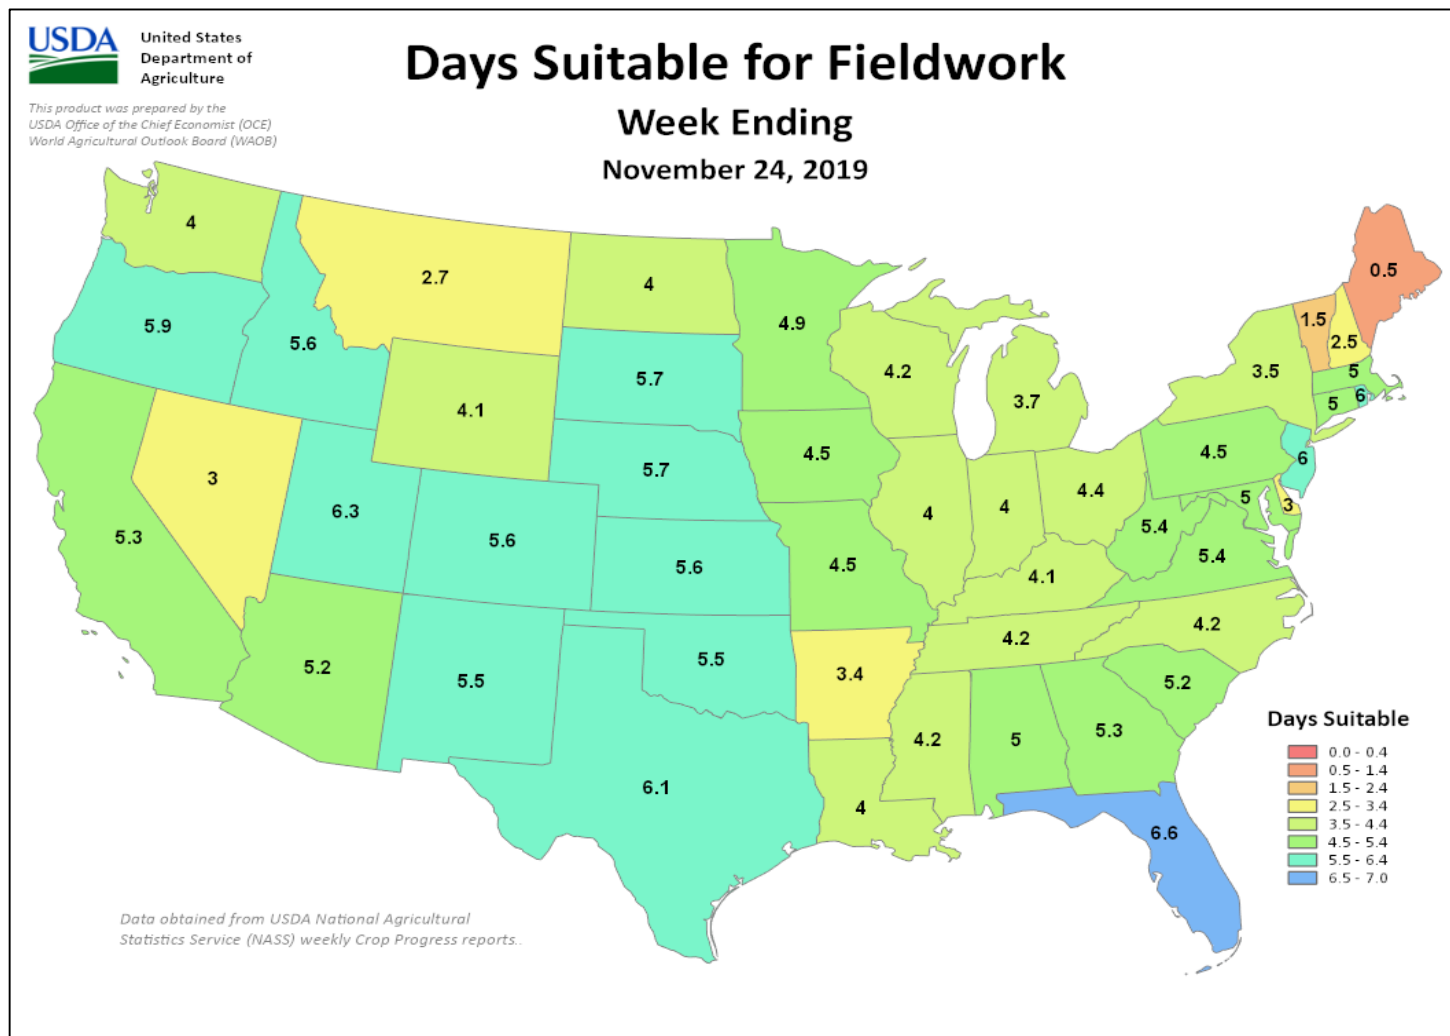 USDA
United States
Department of
Agriculture
This product was prepared by the
USDA Office of the Chief Economist (OCE)
World Agricultural Outlook Board (WAOB)
Days Suitable for Fieldwork
Week Ending
November 24, 2019
4
2.7
4
0.5
5.9
5.6
4.9
1.5
2.5
4.2
3.5
5.7
5
4.1
3.7
5
6
4.5
4.5
5.7
6
3
4.4
5
3
6.3
4
4
5.3
5.6
5.4
5.6
4.5
5.4
4.1
4.2
4.2
5.2
5.5
5.5
3.4
5.2
4.2
5
5.3
6.1
4
6.6
Days Suitable
0.0 - 0.4
0.5 - 1.4
1.5 - 2.4
2.5 - 3.4
3.5 - 4.4
4.5 - 5.4
5.5 - 6.4
6.5 - 7.0
Data obtained from USDA National Agricultural
Statistics Service (NASS) weekly Crop Progress reports..